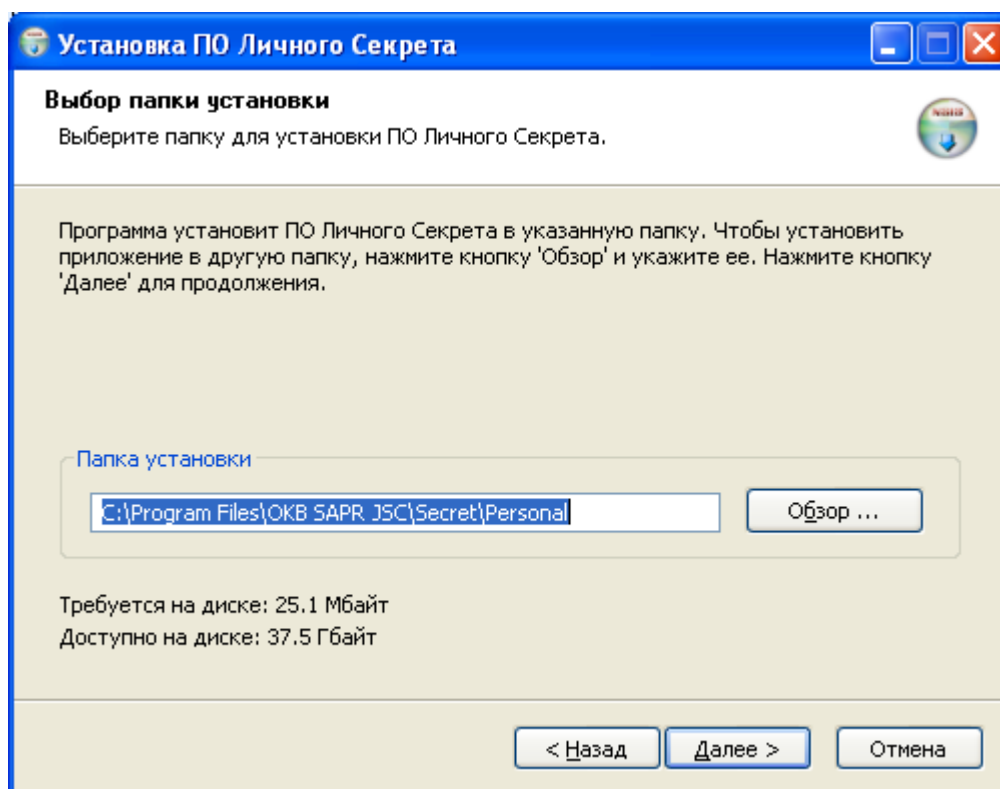 Установка ПО Личного Секрета
Выбор папки установки
Выберите папку для установки ПО Личного Секрета.
Программа установит ПО Личного Секрета в указанную папку. Чтобы установить
приложение в другую папку, нажмите кнопку 'Обзор' и укажите ее. Нажмите кнопку
'Далее' для продолжения.
Папка установки
C:\Program Files\OKB SAPR JSC\Secret\Personal
Обзор ...
Требуется на диске: 25.1 Мбайт
Доступно на диске: 37.5 Гбайт
< Назад
Далее >
Отмена